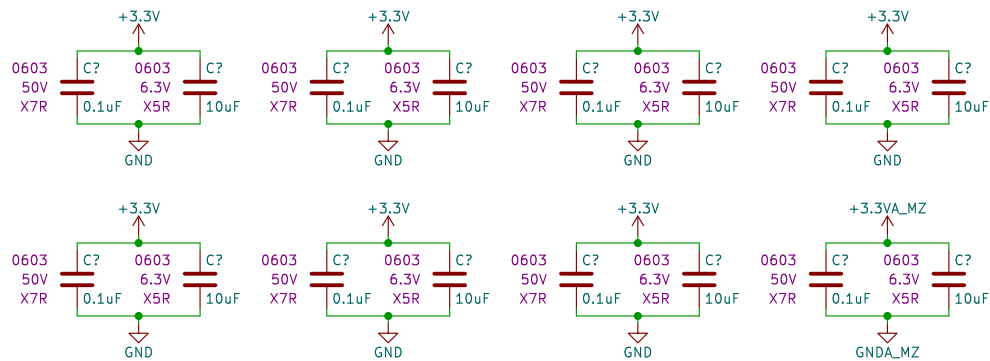 +3.3V +3.3V +3.3V +3.3V
0603 C? 0603 C? 0603 C? 0603 C? 0603 C? 0603 C? 0603 C? 0603 C?
50V 6.3V 50V 6.3V 50V 6.3V 50V 6.3V
X7R 0.1uF X5R 10uF X7R 0.1uF X5R 10uF X7R 0.1uF X5R 10uF X7R 0.1uF X5R 10uF
GND GND GND GND
+3.3V +3.3V +3.3V +3.3VA_MZ
0603 C? 0603 C? 0603 C? 0603 C? 0603 C? 0603 C? 0603 C? 0603 C?
50V 6.3V 50V 6.3V 50V 6.3V 50V 6.3V
X7R 0.1uF X5R 10uF X7R 0.1uF X5R 10uF X7R 0.1uF X5R 10uF X7R 0.1uF X5R 10uF
GND GND GND GNDA_MZ